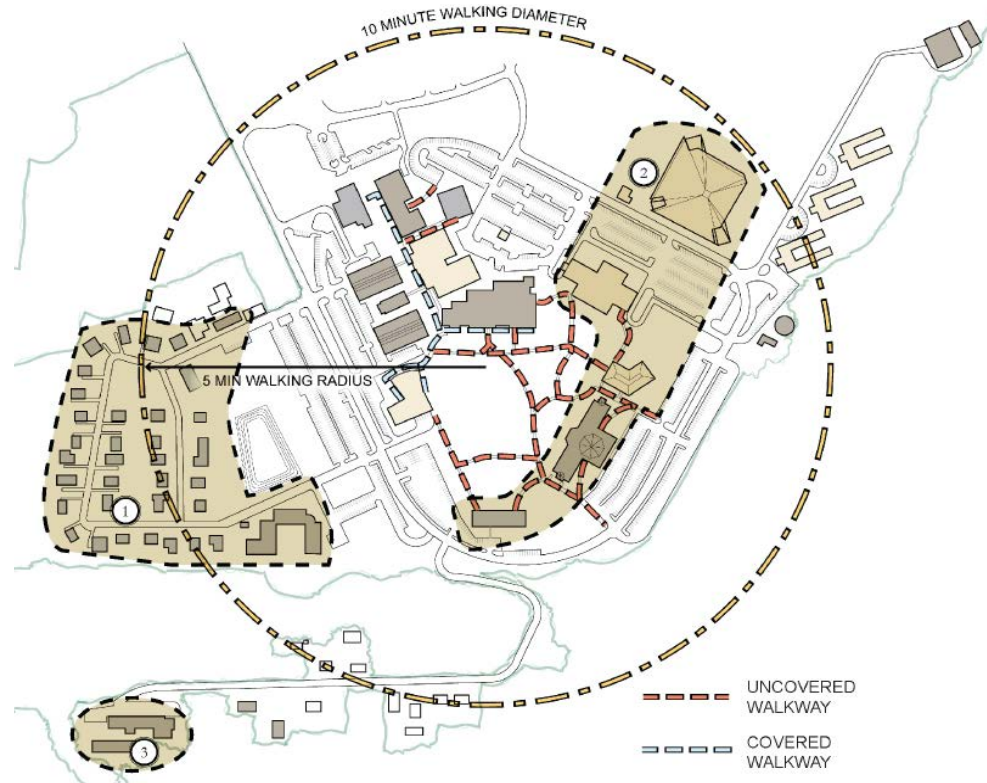 10 MINUTE WALKING DIAMETER
2
5 MIN WALKING RADIUS
1
3
UNCOVERED
WALKWAY
COVERED
WALKWAY